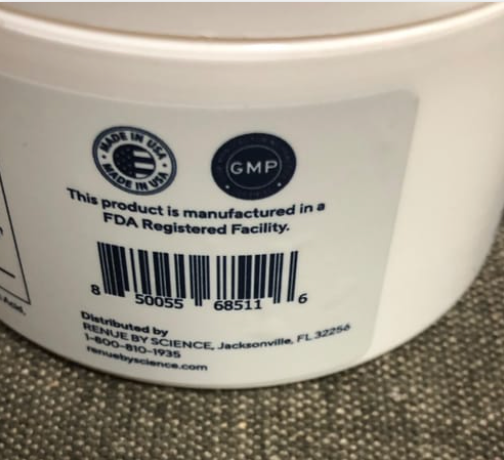 MADE IN USA
MADE IN USA
GMP
This product is manufactured in a
FDA Registered Facility.
8 50055 68511 6
Distributed by
RENUE BY SCIENCE, Jacksonville, FL 32256
1-800-810-1935
renuebyscience.com